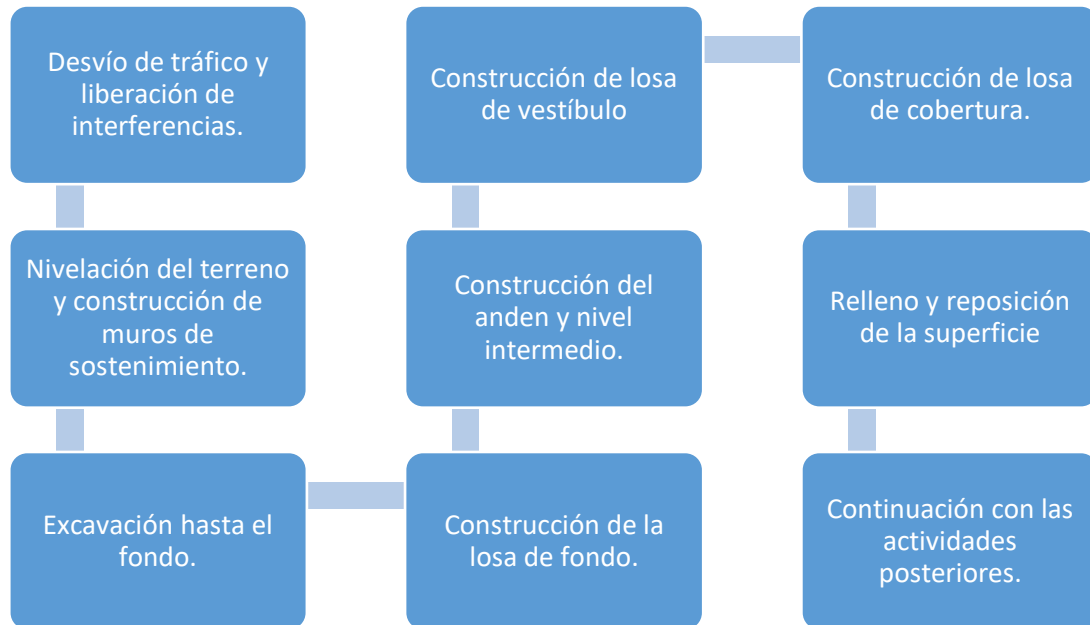 Desvío de tráfico y
liberación de
interferencias.
Nivelación del terreno
y construcción de
muros de
sostenimiento.
Excavación hasta el
fondo.
Construcción de la
losa de fondo.
Construcción del
anden y nivel
intermedio.
Construcción de losa
de vestíbulo
Construcción de losa
de cobertura.
Relleno y reposición
de la superficie
Continuación con las
actividades
posteriores.